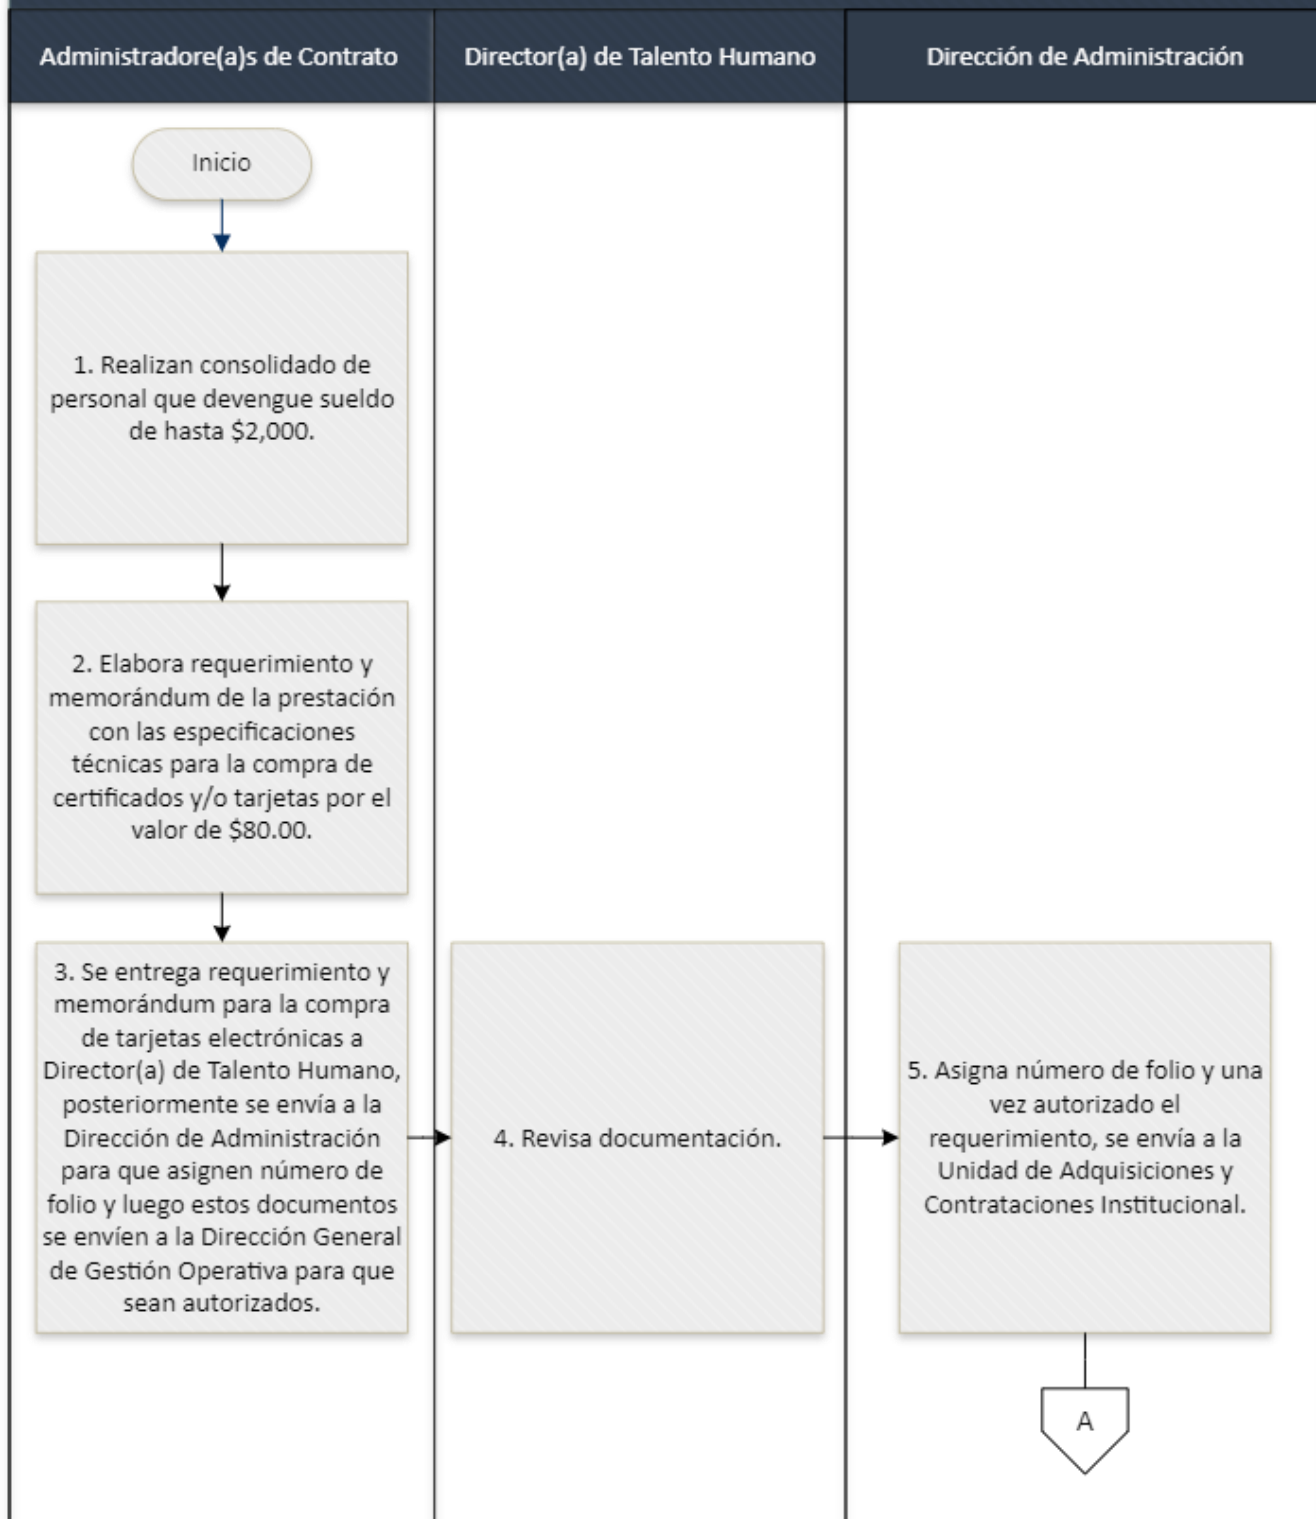 Administradore(a)s de Contrato
Director(a) de Talento Humano
Dirección de Administración
Inicio
1. Realizan consolidado de
personal que devengue sueldo
de hasta $2,000.
2. Elabora requerimiento y
memorándum de la prestación
con las especificaciones
técnicas para la compra de
certificados y/o tarjetas por el
valor de $80.00.
3. Se entrega requerimiento y
memorándum para la compra
de tarjetas electrónicas a
Director(a) de Talento Humano,
posteriormente se envía a la
Dirección de Administración
para que asignen número de
folio y luego estos documentos
se envíen a la Dirección General
de Gestión Operativa para que
sean autorizados.
4. Revisa documentación.
5. Asigna número de folio y una
vez autorizado el
requerimiento, se envía a la
Unidad de Adquisiciones y
Contrataciones Institucional.
A